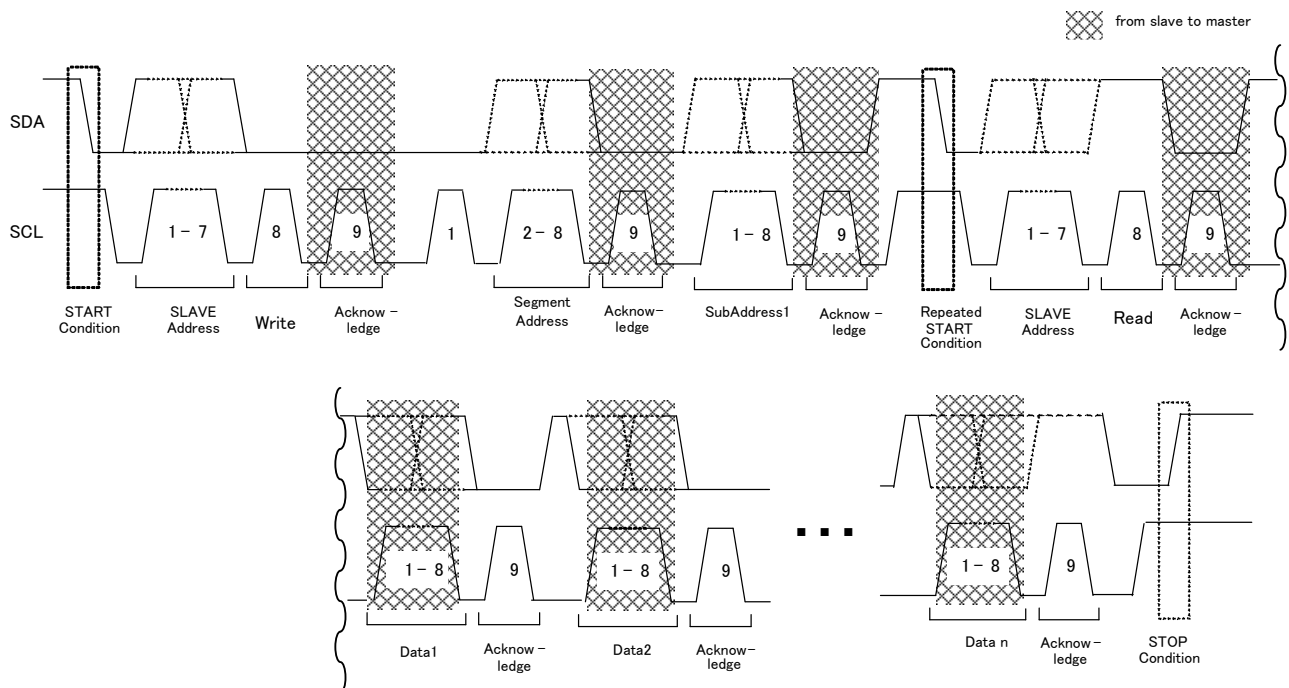 from slave to master
SDA
SCL
1 - 7
8
9
1
2 - 8
9
1 - 8
9
1 - 7
8
9
START
Condition
SLAVE
Address
Write
Acknow -
ledge
Segment
Address
Acknow -
ledge
SubAddress1
Acknow -
ledge
Repeated
START
Condition
SLAVE
Address
Read
Acknow -
ledge
1 - 8
9
1 - 8
9
...
1 - 8
9
Data1
Acknow -
ledge
Data2
Acknow -
ledge
Data n
Acknow -
ledge
STOP
Condition